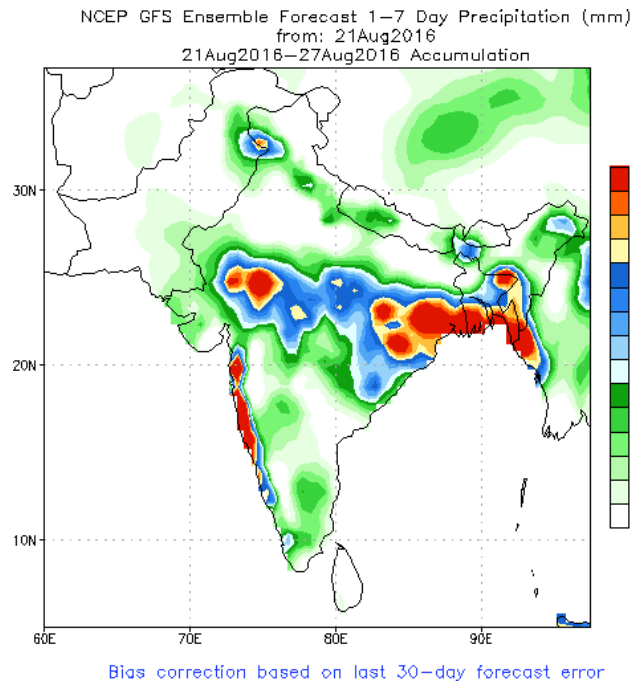 NCEP GFS Ensemble Forecast 1-7 Day Precipitation (mm)
from: 21Aug2016
21Aug2016-27Aug2016 Accumulation
30N
20N
10N
60E
70E
80E
90E
Bias correction based on last 30-day forecast error